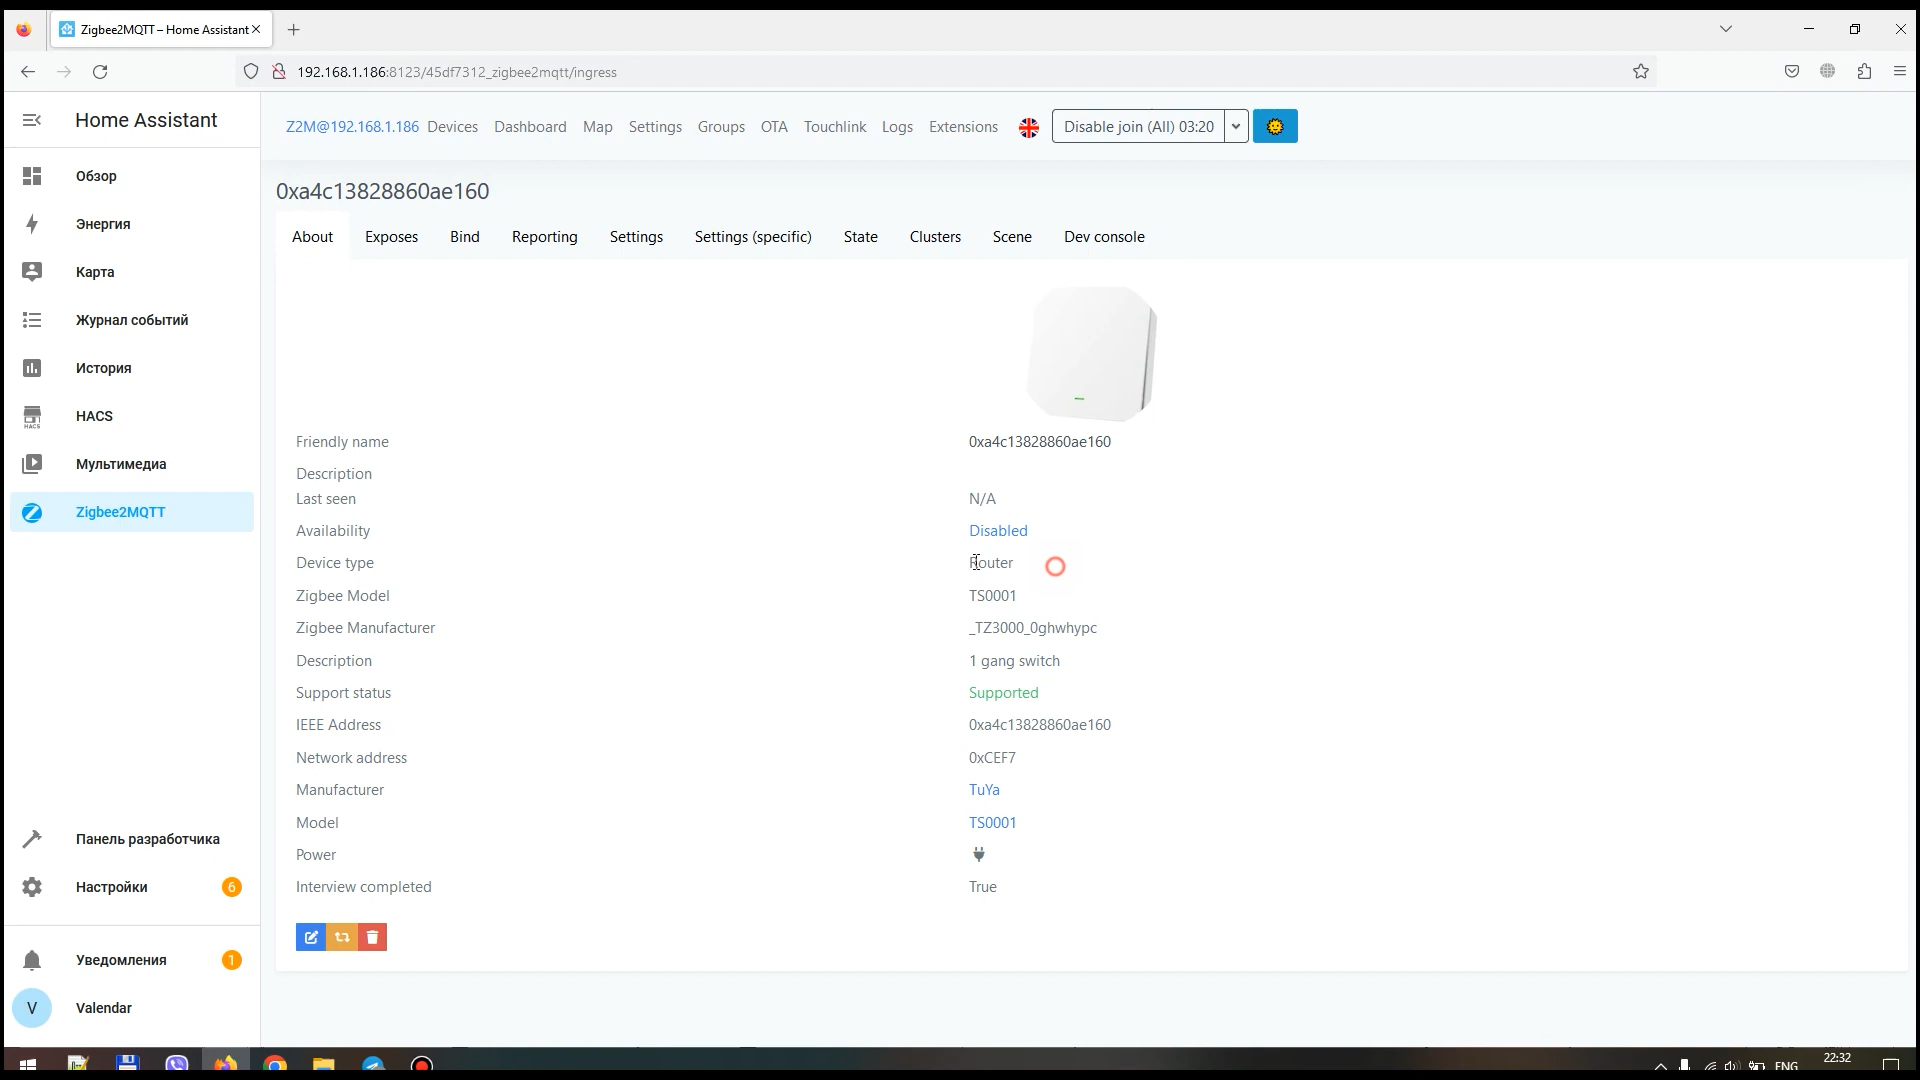 Zigbee2MQTT – Home Assistant
192.168.1.186:8123/45df7312_zigbee2mqtt/ingress
Home Assistant
Z2M@192.168.1.186 Devices Dashboard Map Settings Groups OTA Touchlink Logs Extensions Disable join (All) 03:20
0xa4c13828860ae160
About Exposes Bind Reporting Settings Settings (specific) State Clusters Scene Dev console
Обзор
Энергия
Карта
Журнал событий
История
HACS
HACS
Мультимедиа
Zigbee2MQTT
Панель разработчика
Настройки 6
Уведомления 1
V Valendar
Friendly name 0xa4c13828860ae160
Description
Last seen N/A
Availability Disabled
Device type Router
Zigbee Model TS0001
Zigbee Manufacturer _TZ3000_0ghwhypc
Description 1 gang switch
Support status Supported
IEEE Address 0xa4c13828860ae160
Network address 0xCEF7
Manufacturer TuYa
Model TS0001
Power
Interview completed True
ENG 22:32